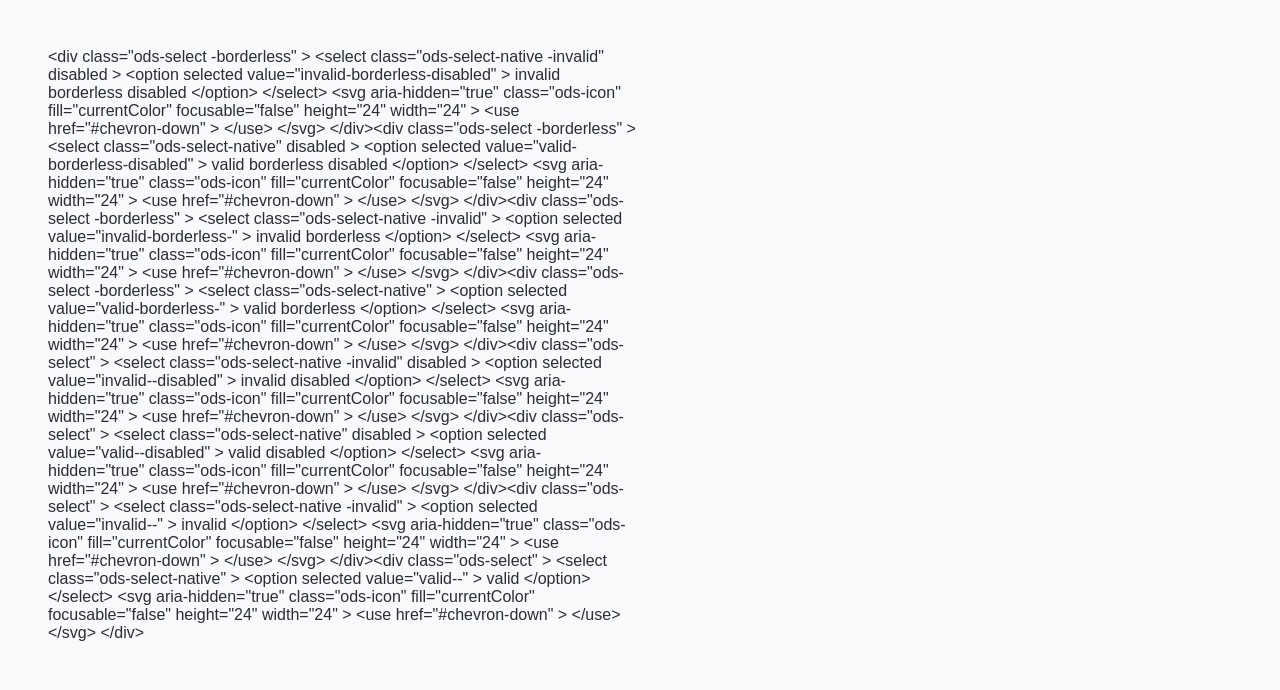 <div class="ods-select -borderless" > <select class="ods-select-native -invalid"
disabled > <option selected value="invalid-borderless-disabled" > invalid
borderless disabled </option> </select> <svg aria-hidden="true" class="ods-icon"
fill="currentColor" focusable="false" height="24" width="24" > <use
href="#chevron-down" > </use> </svg> </div><div class="ods-select -borderless" >
<select class="ods-select-native" disabled > <option selected value="valid-
borderless-disabled" > valid borderless disabled </option> </select> <svg aria-
hidden="true" class="ods-icon" fill="currentColor" focusable="false" height="24"
width="24" > <use href="#chevron-down" > </use> </svg> </div><div class="ods-
select -borderless" > <select class="ods-select-native -invalid" > <option selected
value="invalid-borderless-" > invalid borderless </option> </select> <svg aria-
hidden="true" class="ods-icon" fill="currentColor" focusable="false" height="24"
width="24" > <use href="#chevron-down" > </use> </svg> </div><div class="ods-
select -borderless" > <select class="ods-select-native" > <option selected
value="valid-borderless-" > valid borderless </option> </select> <svg aria-
hidden="true" class="ods-icon" fill="currentColor" focusable="false" height="24"
width="24" > <use href="#chevron-down" > </use> </svg> </div><div class="ods-
select" > <select class="ods-select-native -invalid" disabled > <option selected
value="invalid--disabled" > invalid disabled </option> </select> <svg aria-
hidden="true" class="ods-icon" fill="currentColor" focusable="false" height="24"
width="24" > <use href="#chevron-down" > </use> </svg> </div><div class="ods-
select" > <select class="ods-select-native" disabled > <option selected
value="valid--disabled" > valid disabled </option> </select> <svg aria-
hidden="true" class="ods-icon" fill="currentColor" focusable="false" height="24"
width="24" > <use href="#chevron-down" > </use> </svg> </div><div class="ods-
select" > <select class="ods-select-native -invalid" > <option selected
value="invalid--" > invalid </option> </select> <svg aria-hidden="true" class="ods-
icon" fill="currentColor" focusable="false" height="24" width="24" > <use
href="#chevron-down" > </use> </svg> </div><div class="ods-select" > <select
class="ods-select-native" > <option selected value="valid--" > valid </option>
</select> <svg aria-hidden="true" class="ods-icon" fill="currentColor"
focusable="false" height="24" width="24" > <use href="#chevron-down" > </use>
</svg> </div>